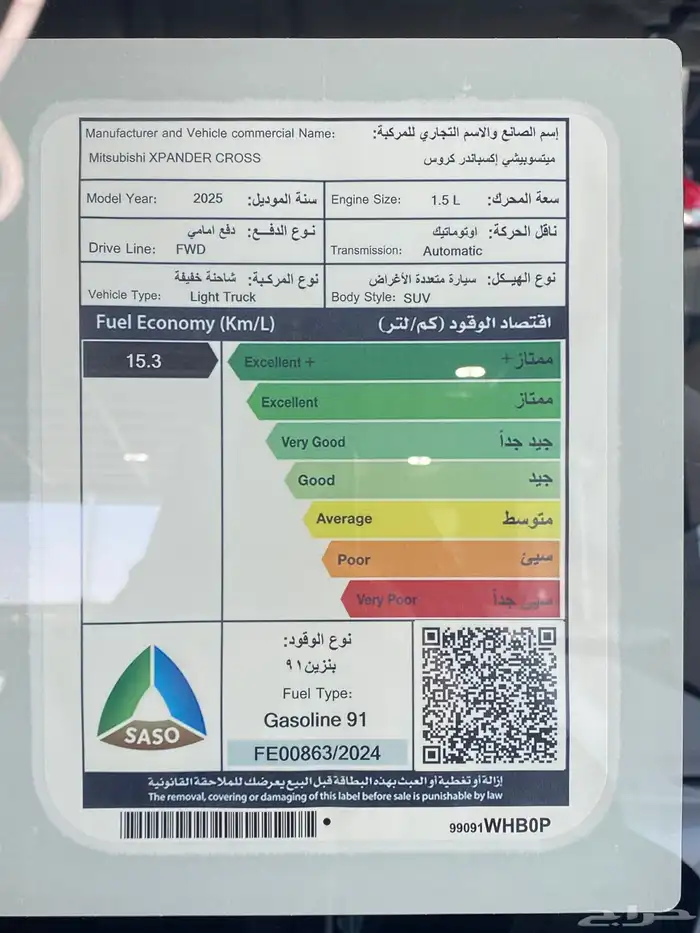 Manufacturer and Vehicle commercial Name: إسم الصانع والاسم التجاري للمركبة:
Mitsubishi XPANDER CROSS ميتسوبيشي إكسباندر كروس
Model Year: 2025 سنة الموديل:
Engine Size: 1.5 L سعة المحرك:
نوع الدفع: دفع امامي
Drive Line: FWD
ناقل الحركة: اوتوماتيك
Transmission: Automatic
نوع المركبة: شاحنة خفيفة
Vehicle Type: Light Truck
نوع الهيكل: سيارة متعددة الأغراض
Body Style: SUV
Fuel Economy (Km/L) اقتصاد الوقود (كم/لتر)
15.3
Excellent + ممتاز +
Excellent ممتاز
Very Good جيد جداً
Good جيد
Average متوسط
Poor سيئ
Very Poor سيئ جداً
SASO
نوع الوقود:
بنزين ٩١
Fuel Type:
Gasoline 91
FE00863/2024
إزالة أو تغطية أو العبث بهذه البطاقة قبل البيع يعرضك للملاحقة القانونية
The removal, covering or damaging of this label before sale is punishable by law
99091WHB0P
حراج